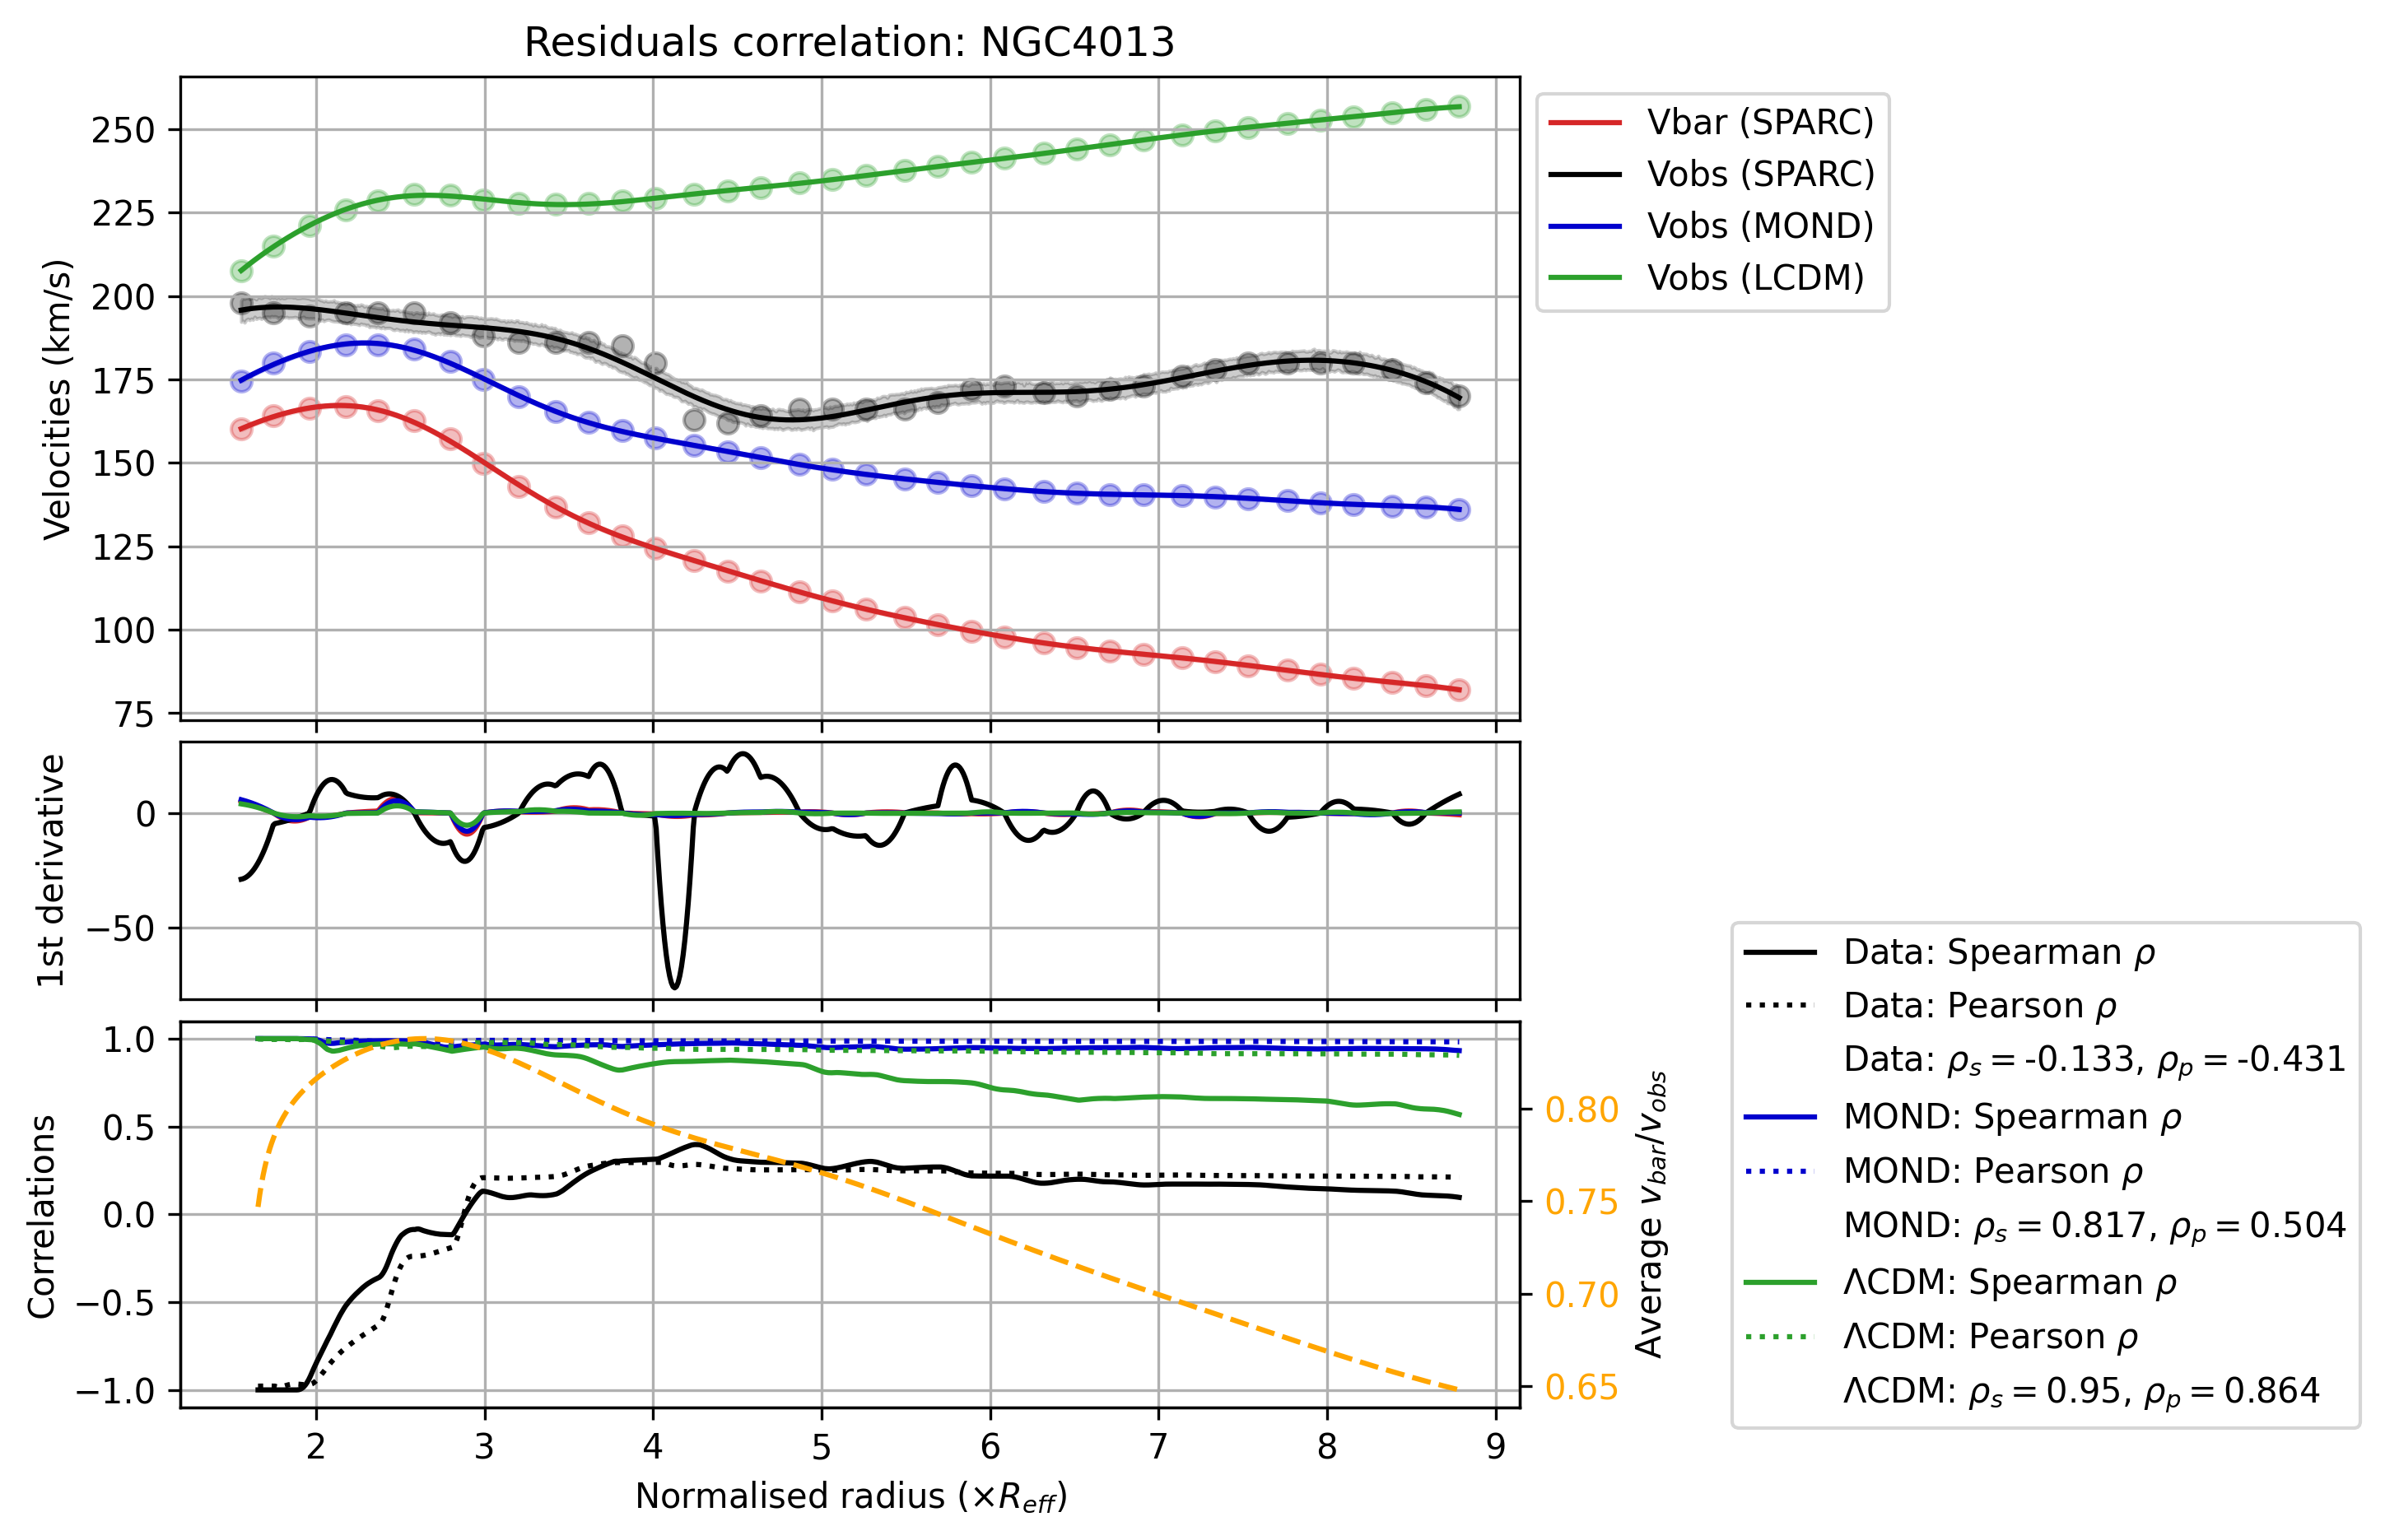 Residuals correlation: NGC4013
Velocities (km/s)
250
225
200
175
150
125
100
75
Vbar (SPARC)
Vobs (SPARC)
Vobs (MOND)
Vobs (LCDM)
1st derivative
0
−50
Correlations
1.0
0.5
0.0
−0.5
−1.0
0.80
0.75
0.70
0.65
Average v_bar/v_obs
2 3 4 5 6 7 8 9
Normalised radius (×R_eff)
Data: Spearman ρ
Data: Pearson ρ
Data: ρ_s = -0.133, ρ_p = -0.431
MOND: Spearman ρ
MOND: Pearson ρ
MOND: ρ_s = 0.817, ρ_p = 0.504
ΛCDM: Spearman ρ
ΛCDM: Pearson ρ
ΛCDM: ρ_s = 0.95, ρ_p = 0.864